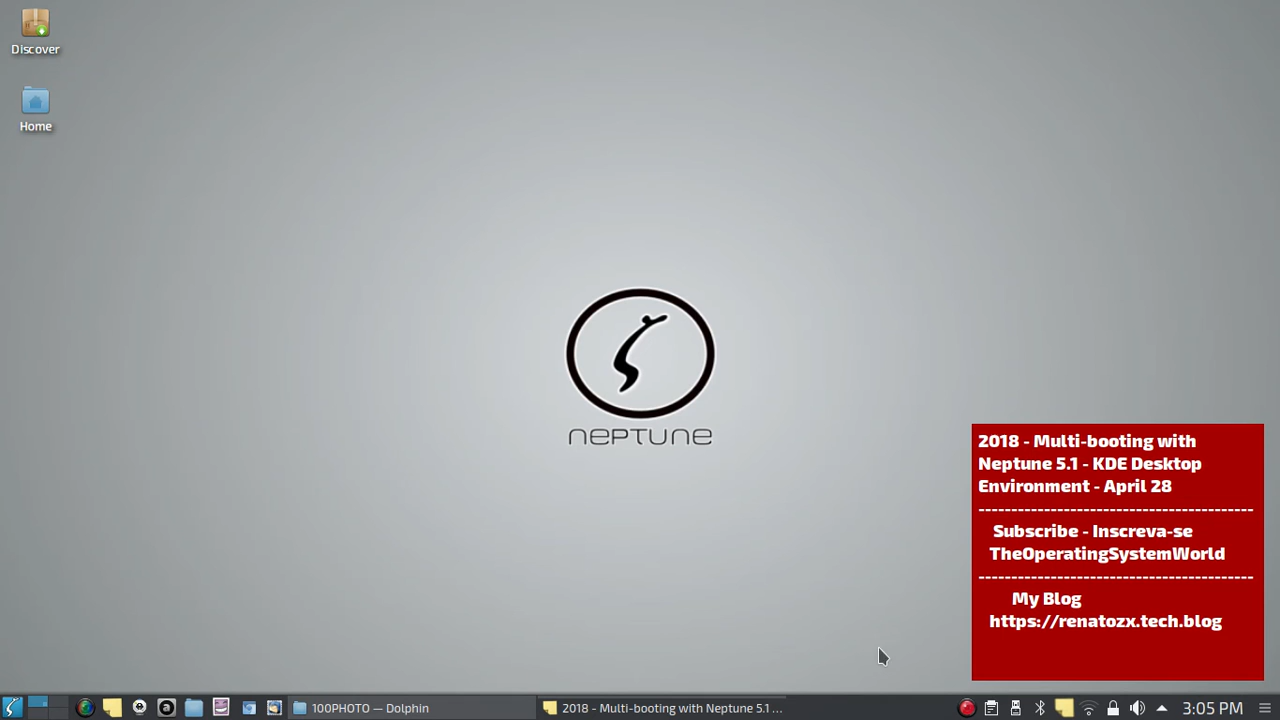 Discover
Home
NEPTUNE
2018 - Multi-booting with
Neptune 5.1 - KDE Desktop
Environment - April 28
------------------------------------------
Subscribe - Inscreva-se
TheOperatingSystemWorld
------------------------------------------
My Blog
https://renatozx.tech.blog
100PHOTO — Dolphin
2018 - Multi-booting with Neptune 5.1 ...
3:05 PM